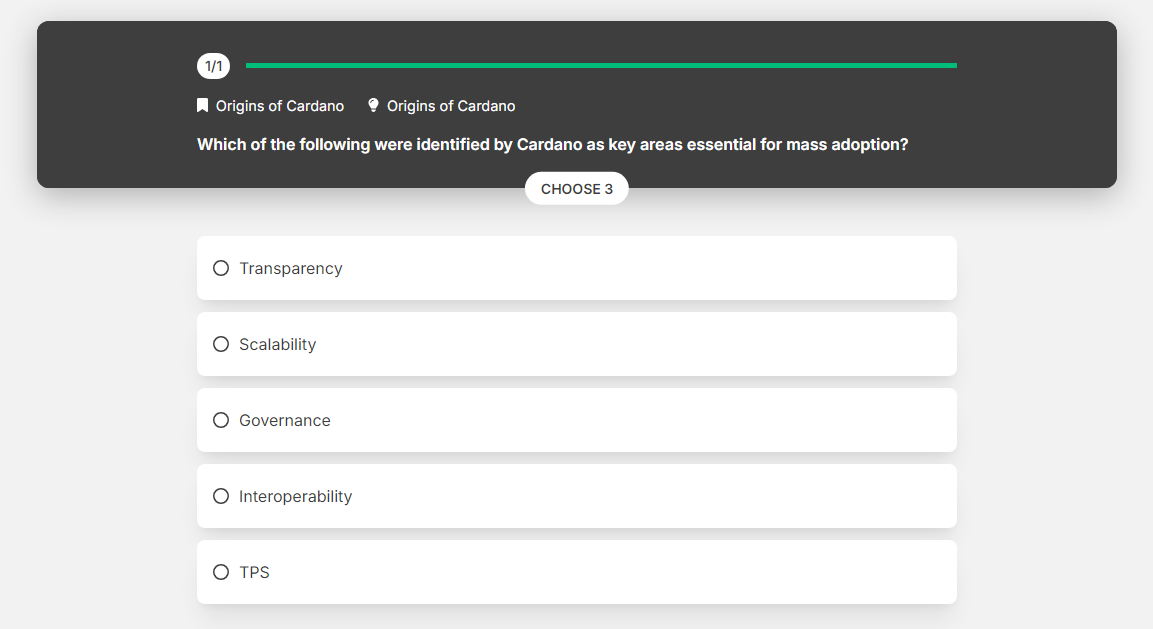 1/1
Origins of Cardano Origins of Cardano
Which of the following were identified by Cardano as key areas essential for mass adoption?
CHOOSE 3
Transparency
Scalability
Governance
Interoperability
TPS